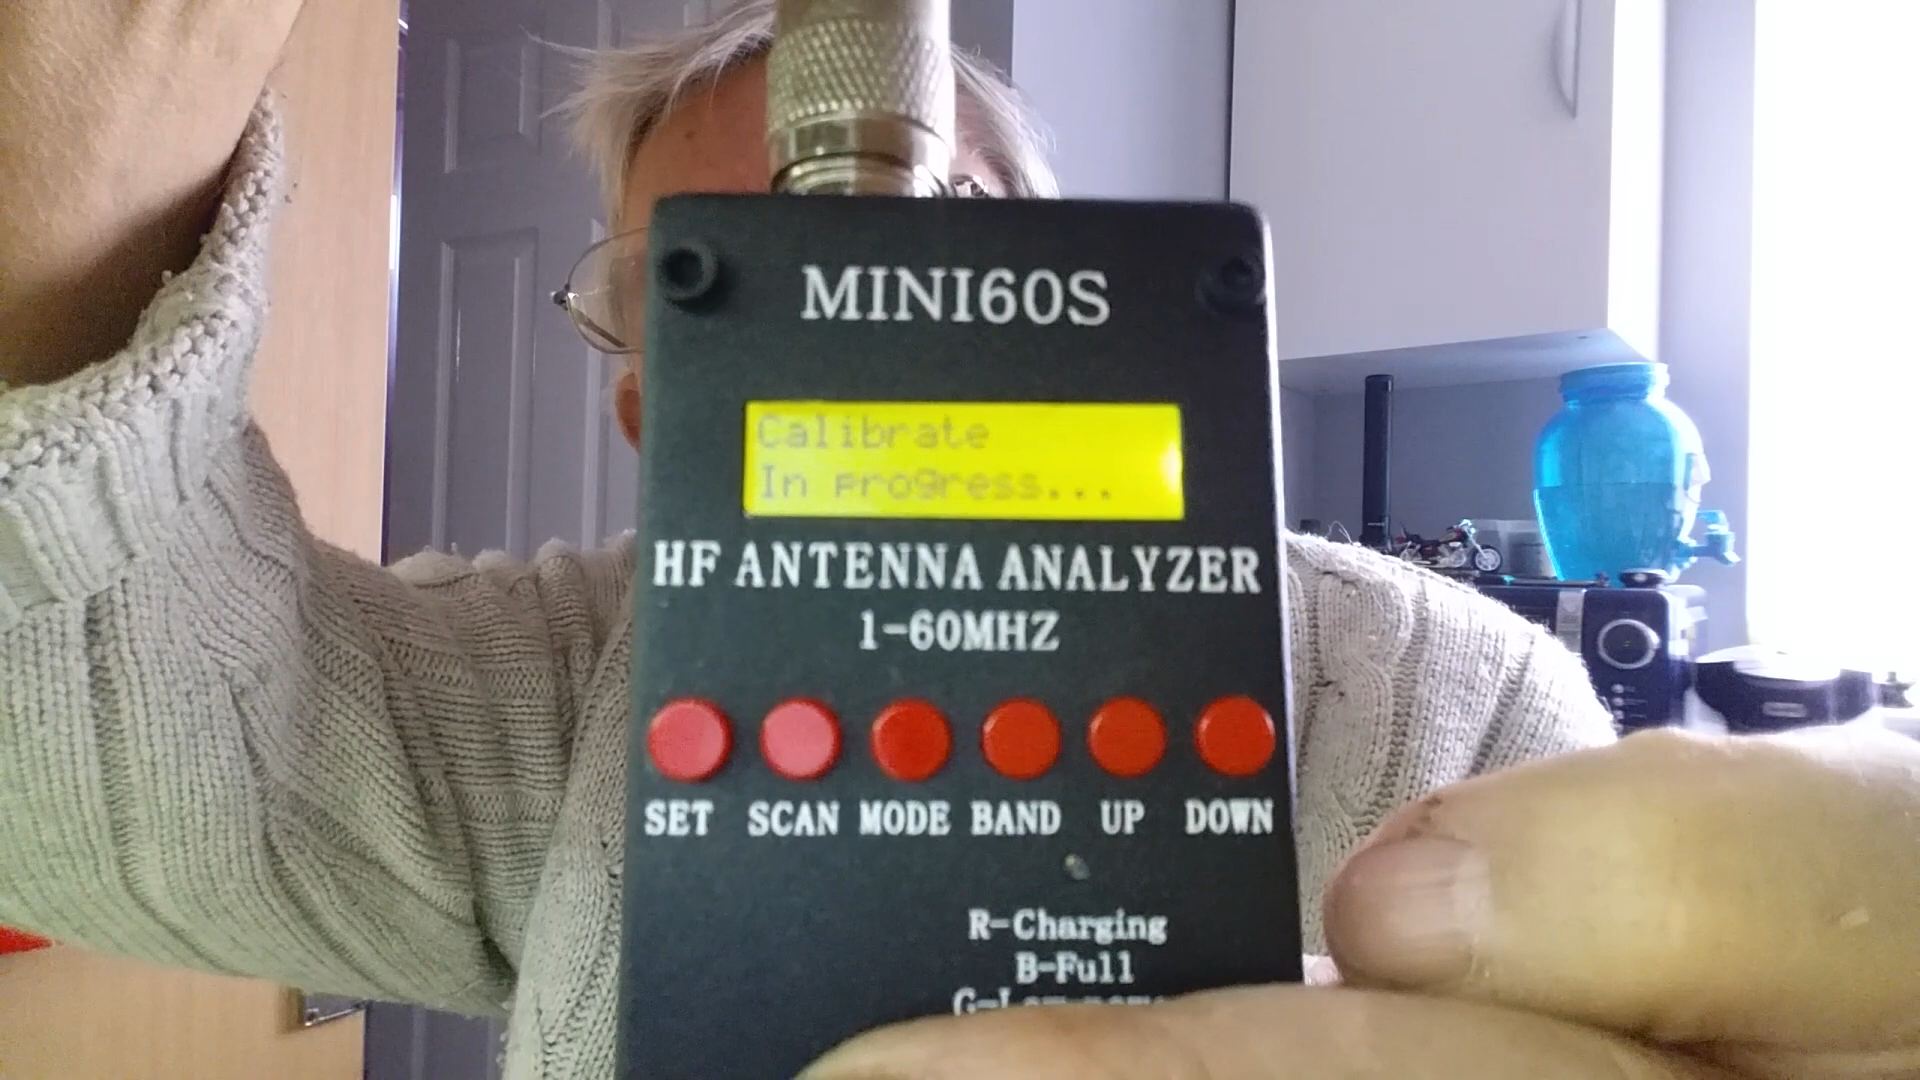 MINI60S
Calibrate
In progress...
HF ANTENNA ANALYZER
1-60MHZ
SET SCAN MODE BAND UP DOWN
R-Charging
B-Full